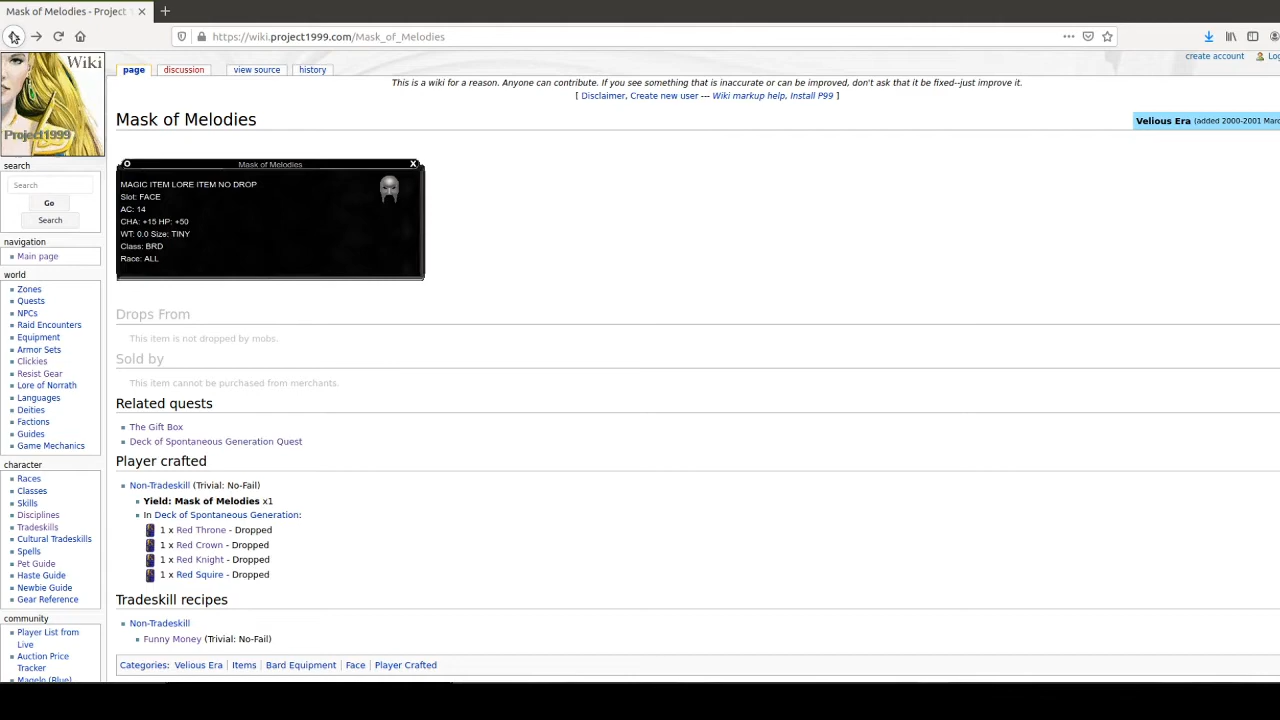 Mask of Melodies - Project
https://wiki.project1999.com/Mask_of_Melodies
create account
Log
Wiki
Project1999
page
discussion
view source
history
This is a wiki for a reason. Anyone can contribute. If you see something that is inaccurate or can be improved, don't ask that it be fixed--just improve it.
[ Disclaimer, Create new user --- Wiki markup help, Install P99 ]
Mask of Melodies
Velious Era (added 2000-2001 Marc
Mask of Melodies
MAGIC ITEM LORE ITEM NO DROP
Slot: FACE
AC: 14
CHA: +15 HP: +50
WT: 0.0 Size: TINY
Class: BRD
Race: ALL
Drops From
This item is not dropped by mobs.
Sold by
This item cannot be purchased from merchants.
Related quests
The Gift Box
Deck of Spontaneous Generation Quest
Player crafted
Non-Tradeskill (Trivial: No-Fail)
Yield: Mask of Melodies x1
In Deck of Spontaneous Generation:
1 x Red Throne - Dropped
1 x Red Crown - Dropped
1 x Red Knight - Dropped
1 x Red Squire - Dropped
Tradeskill recipes
Non-Tradeskill
Funny Money (Trivial: No-Fail)
Categories: Velious Era | Items | Bard Equipment | Face | Player Crafted
search
Search
Go
Search
navigation
Main page
world
Zones
Quests
NPCs
Raid Encounters
Equipment
Armor Sets
Clickies
Resist Gear
Lore of Norrath
Languages
Deities
Factions
Guides
Game Mechanics
character
Races
Classes
Skills
Disciplines
Tradeskills
Cultural Tradeskills
Spells
Pet Guide
Haste Guide
Newbie Guide
Gear Reference
community
Player List from
Live
Auction Price
Tracker
Magelo (Blue)